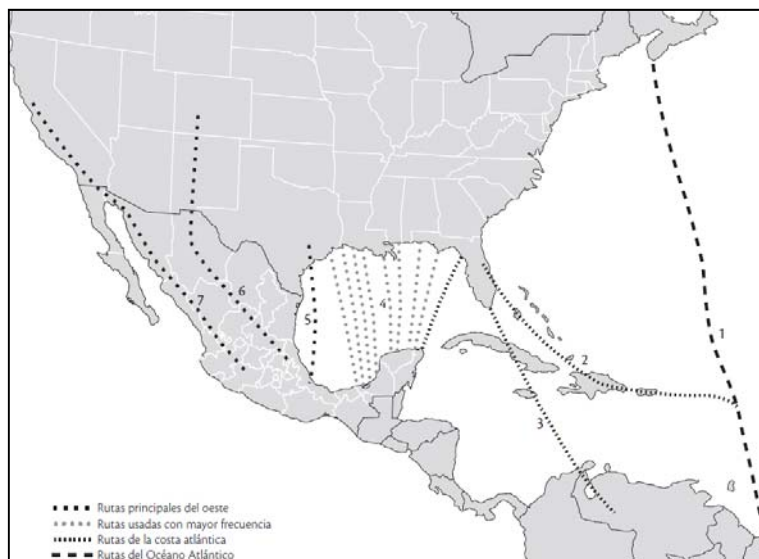 1
2
3
4
5
6
7
Rutas principales del oeste
Rutas usadas con mayor frecuencia
Rutas de la costa atlántica
Rutas del Océano Atlántico